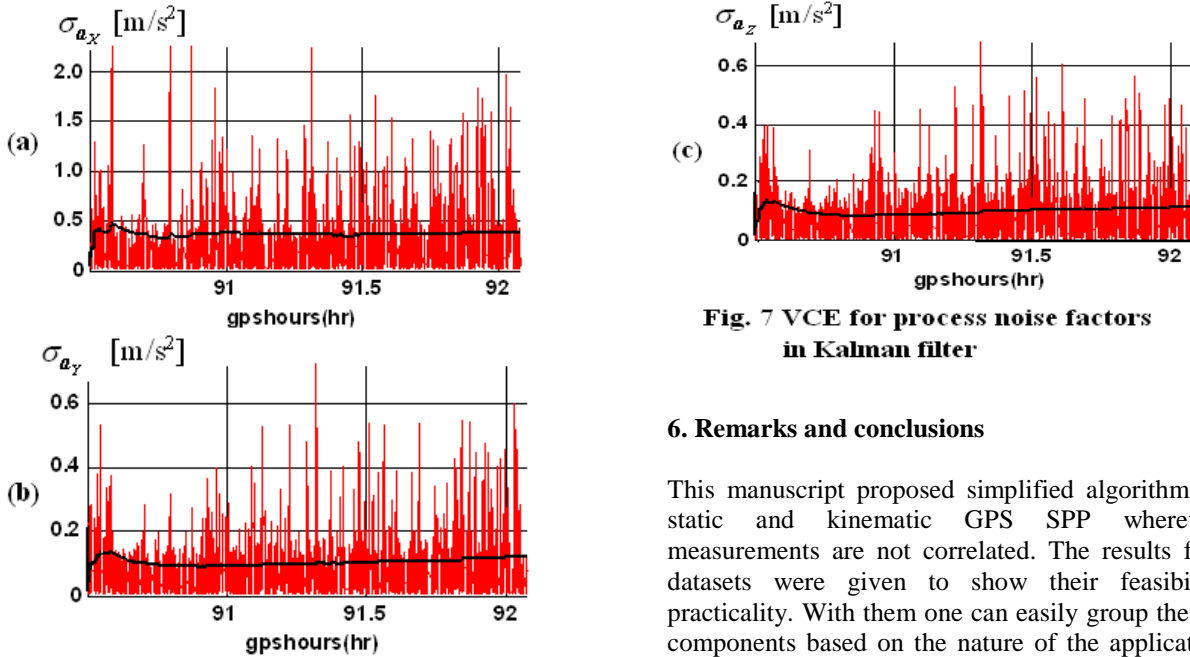 σ_aX [m/s²]
2.0
1.5
(a)
1.0
0.5
0
91
91.5
92
gpshours(hr)
σ_aY [m/s²]
0.6
0.4
(b)
0.2
0
91
91.5
92
gpshours(hr)
σ_aZ [m/s²]
0.6
0.4
(c)
0.2
0
91
91.5
92
gpshours(hr)
Fig. 7 VCE for process noise factors
in Kalman filter
6. Remarks and conclusions
This manuscript proposed simplified algorithm
static and kinematic GPS SPP where
measurements are not correlated. The results f
datasets were given to show their feasibi
practicality. With them one can easily group the
components based on the nature of the applicat